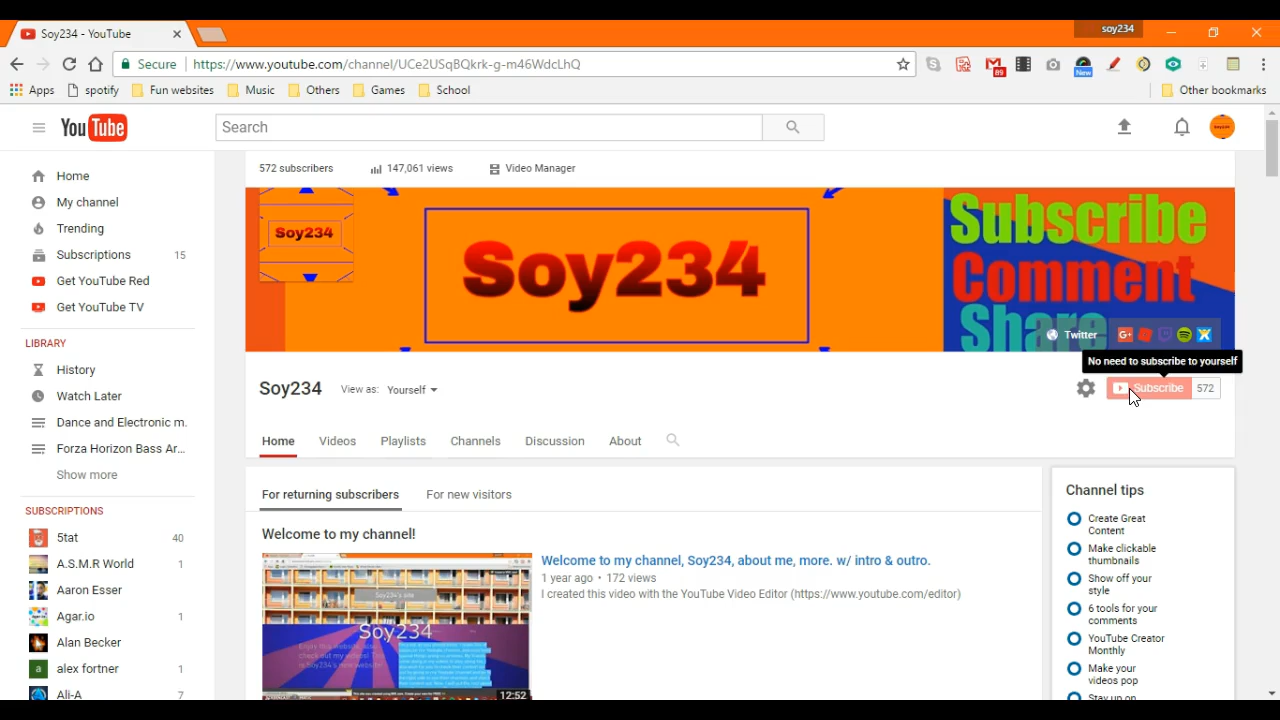 Soy234 - YouTube
soy234
Secure
https://www.youtube.com/channel/UCe2USqBQkrk-g-m46WdcLhQ
89
New
Apps
spotify
Fun websites
Music
Others
Games
School
Other bookmarks
YouTube
Search
Home
My channel
Trending
Subscriptions 15
Get YouTube Red
Get YouTube TV
LIBRARY
History
Watch Later
Dance and Electronic m.
Forza Horizon Bass Ar...
Show more
SUBSCRIPTIONS
5tat 40
A.S.M.R World 1
Aaron Esser
Agar.io 1
Alan Becker
a alex fortner 1
Ali-A 7
572 subscribers
147,061 views
Video Manager
Soy234
Soy234
Subscribe
Comment
Share
Twitter
G+
No need to subscribe to yourself
Soy234
View as: Yourself
Subscribe 572
Home
Videos
Playlists
Channels
Discussion
About
For returning subscribers
For new visitors
Welcome to my channel!
Welcome to my channel, Soy234, about me, more. w/ intro & outro.
1 year ago • 172 views
I created this video with the YouTube Video Editor (https://www.youtube.com/editor)
Soy234's site
Soy234
12:52
Channel tips
Create Great
Content
Make clickable
thumbnails
Show off your
style
6 tools for your
comments
YouTube Creator
Monthly
Make your
videos pop
Stay up on